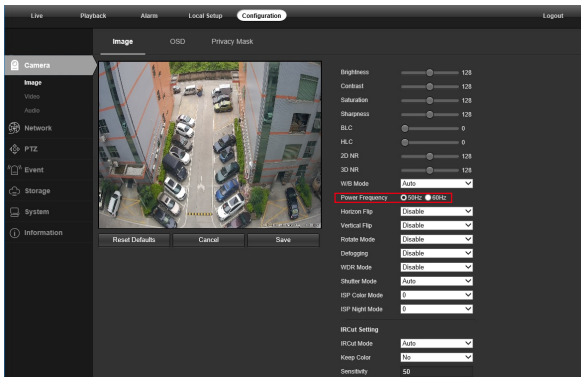 Live Playback Alarm Local Setup Configuration Logout
Image OSD Privacy Mask
Camera
Image
Video
Audio
Network
PTZ
Event
Storage
System
Information
Reset Defaults Cancel Save
Brightness 128
Contrast 128
Saturation 128
Sharpness 128
BLC 0
HLC 0
2D NR 128
3D NR 128
W/B Mode Auto
Power Frequency 50Hz 60Hz
Horizon Flip Disable
Vertical Flip Disable
Rotate Mode Disable
Defogging Disable
WDR Mode Disable
Shutter Mode Auto
ISP Color Mode 0
ISP Night Mode 0
IRCut Setting
IRCut Mode Auto
Keep Color No
Sensitivity 50